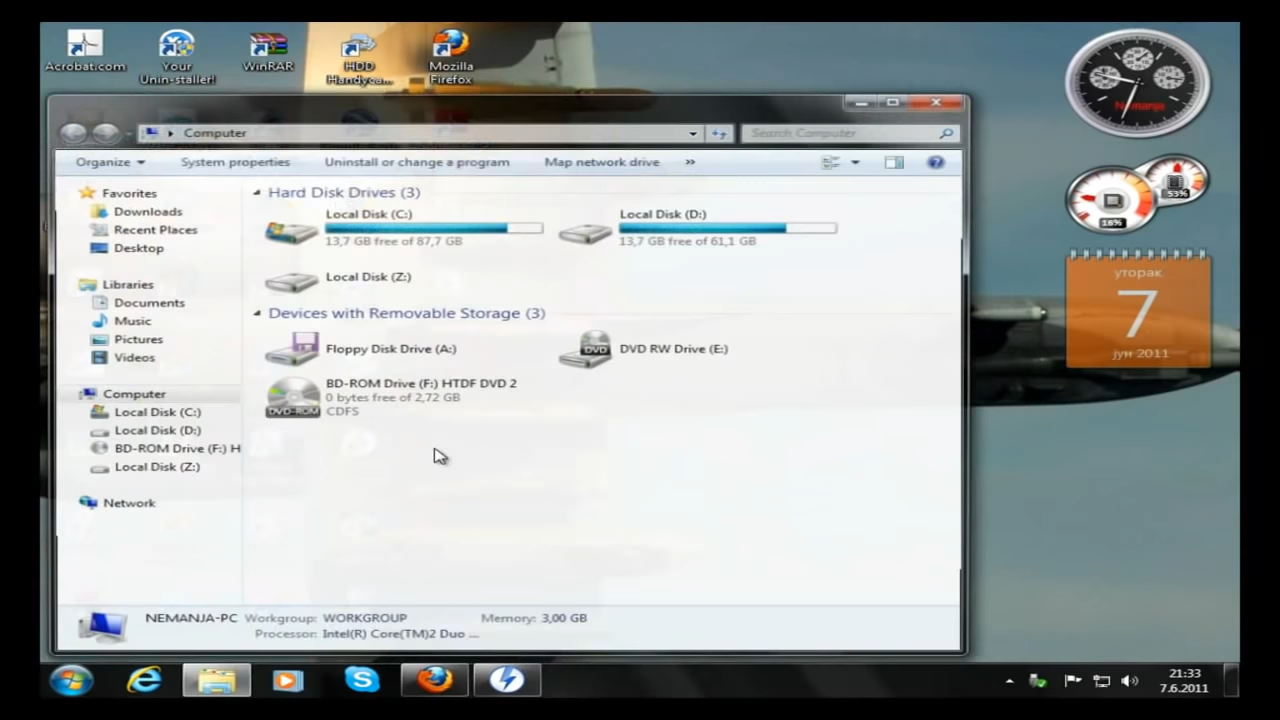 Acrobat.com
Your Unin-staller!
WinRAR
HDD Handyca...
Mozilla Firefox
Computer
Search Computer
Organize
System properties
Uninstall or change a program
Map network drive
»
Favorites
Downloads
Recent Places
Desktop
Libraries
Documents
Music
Pictures
Videos
Computer
Local Disk (C:)
Local Disk (D:)
BD-ROM Drive (F:) H
Local Disk (Z:)
Network
Hard Disk Drives (3)
Local Disk (C:)
13,7 GB free of 87,7 GB
Local Disk (D:)
13,7 GB free of 61,1 GB
Local Disk (Z:)
Devices with Removable Storage (3)
Floppy Disk Drive (A:)
DVD
DVD RW Drive (E:)
DVD-ROM
BD-ROM Drive (F:) HTDF DVD 2
0 bytes free of 2,72 GB
CDFS
NEMANJA-PC
Workgroup: WORKGROUP
Memory: 3,00 GB
Processor: Intel(R) Core(TM)2 Duo ...
Nemanja
53%
16%
уторак
7
јун 2011
21:33
7.6.2011